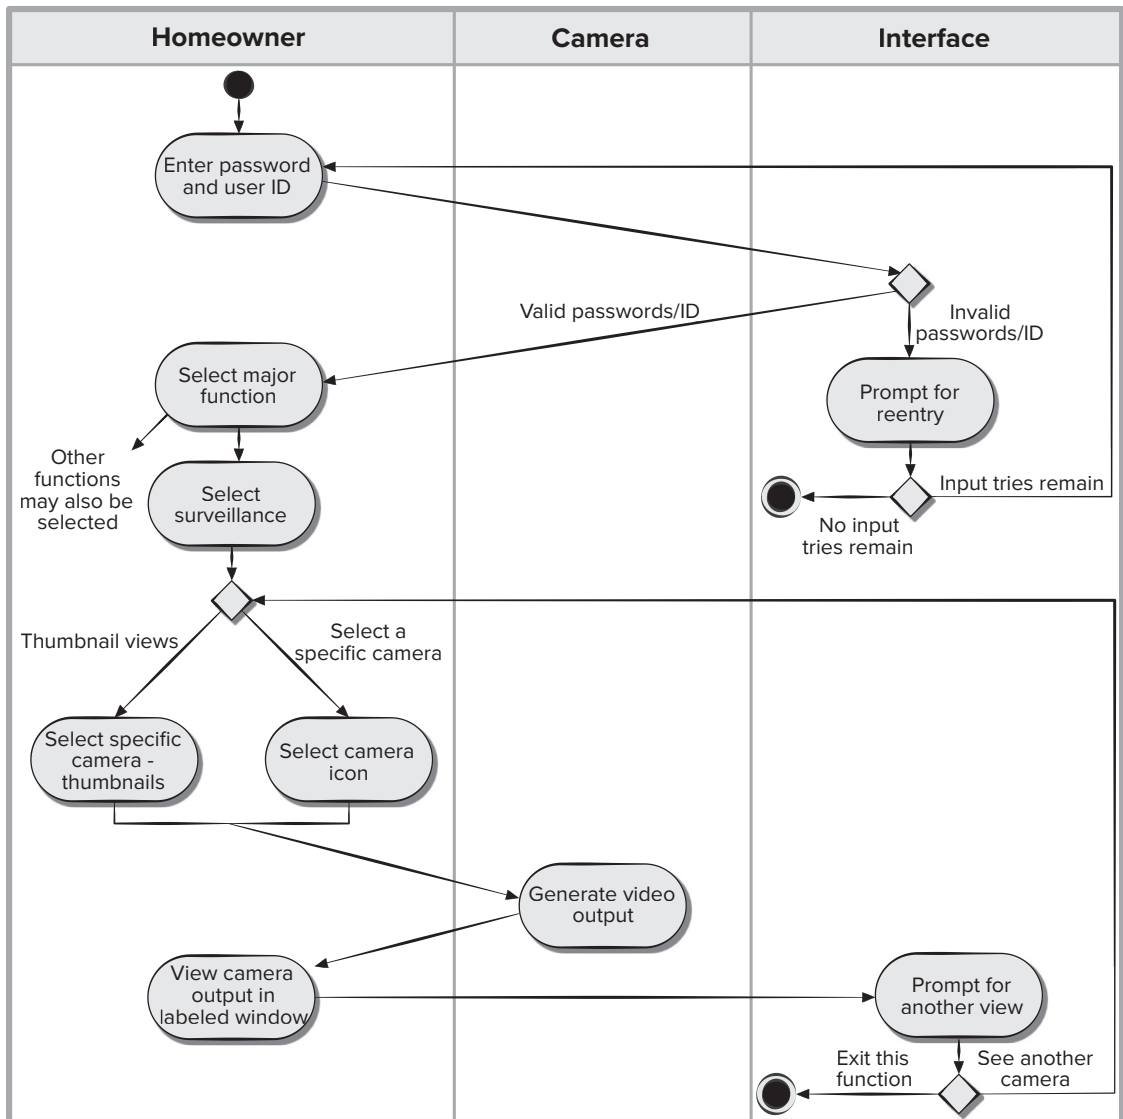 Homeowner
Camera
Interface
Enter password
and user ID
Valid passwords/ID
Invalid
passwords/ID
Select major
function
Prompt for
reentry
Other
functions
may also be
selected
Select
surveillance
Input tries remain
No input
tries remain
Thumbnail views
Select a
specific camera
Select specific
camera -
thumbnails
Select camera
icon
Generate video
output
View camera
output in
labeled window
Prompt for
another view
Exit this
function
See another
camera